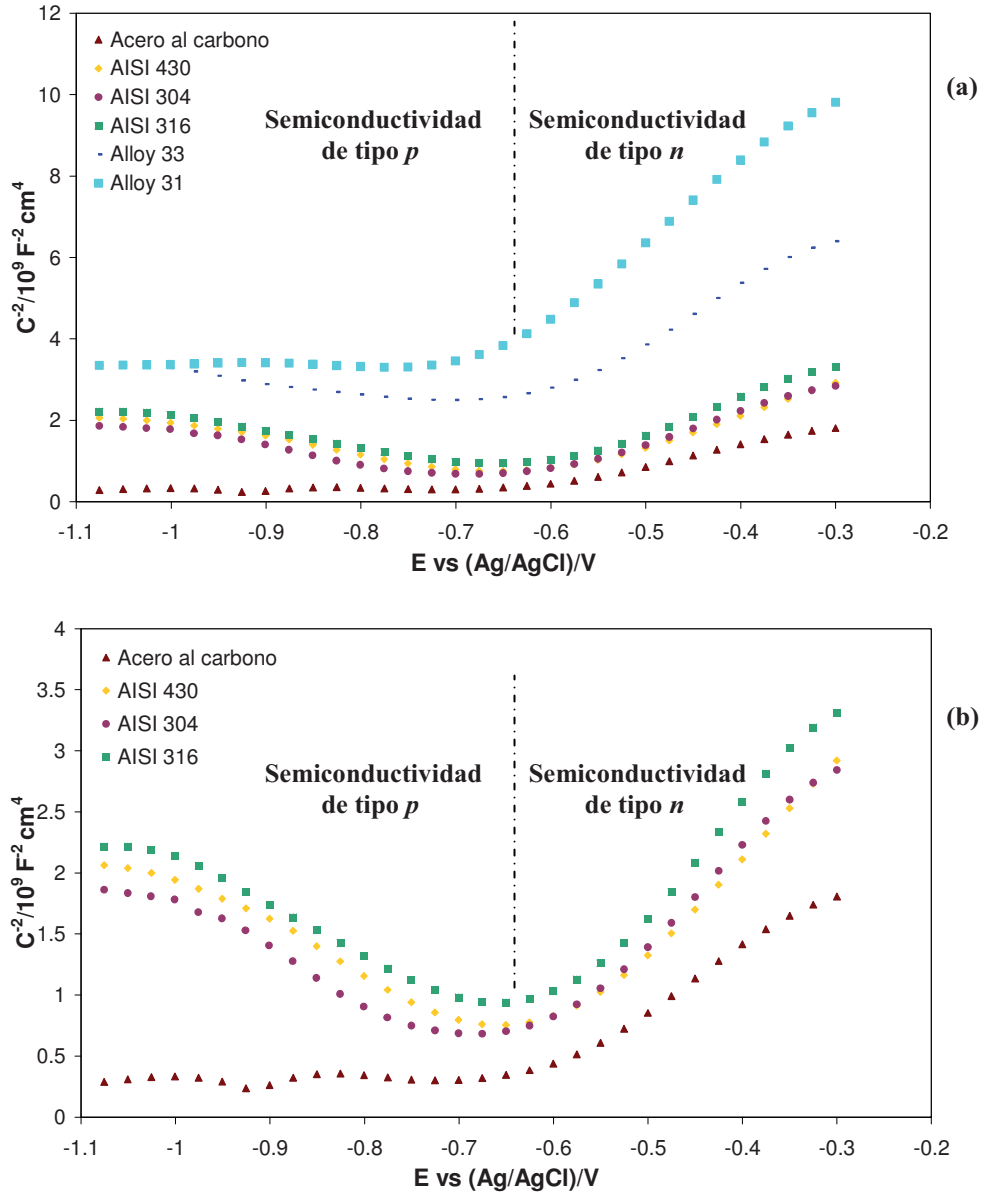 12
10
8
6
4
2
0
C-2/10⁹ F-2 cm4
Acero al carbono
AISI 430
AISI 304
AISI 316
Alloy 33
Alloy 31
Semiconductividad
de tipo p
Semiconductividad
de tipo n
(a)
-1.1 -1 -0.9 -0.8 -0.7 -0.6 -0.5 -0.4 -0.3 -0.2
E vs (Ag/AgCl)/V
4
3.5
3
2.5
2
1.5
1
0.5
0
C-2/10⁹ F-2 cm4
Acero al carbono
AISI 430
AISI 304
AISI 316
Semiconductividad
de tipo p
Semiconductividad
de tipo n
(b)
-1.1 -1 -0.9 -0.8 -0.7 -0.6 -0.5 -0.4 -0.3 -0.2
E vs (Ag/AgCl)/V